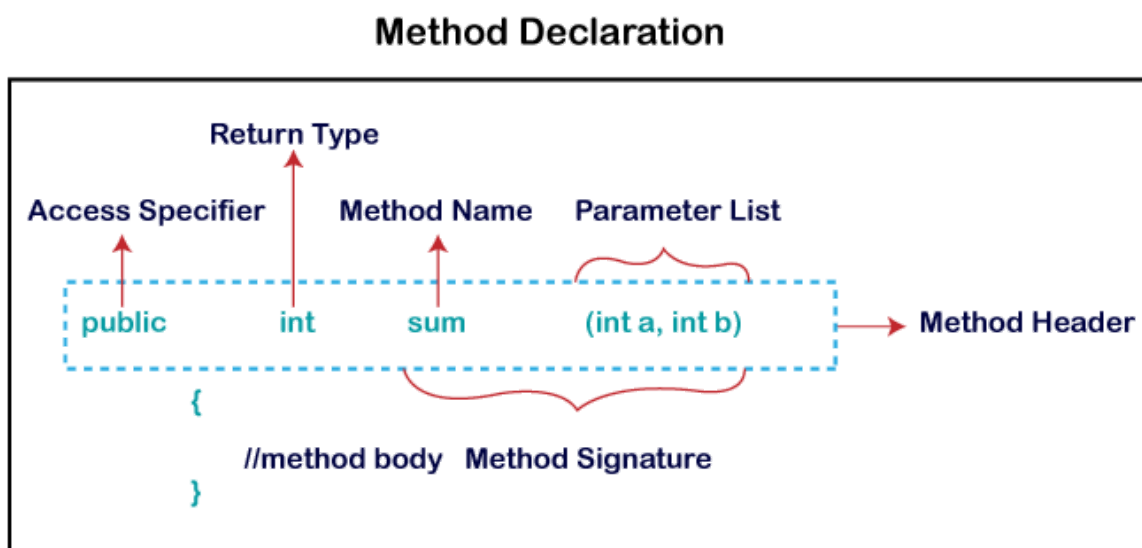 Method Declaration
Return Type
Access Specifier
Method Name
Parameter List
public int sum (int a, int b)
Method Header
{
//method body Method Signature
}